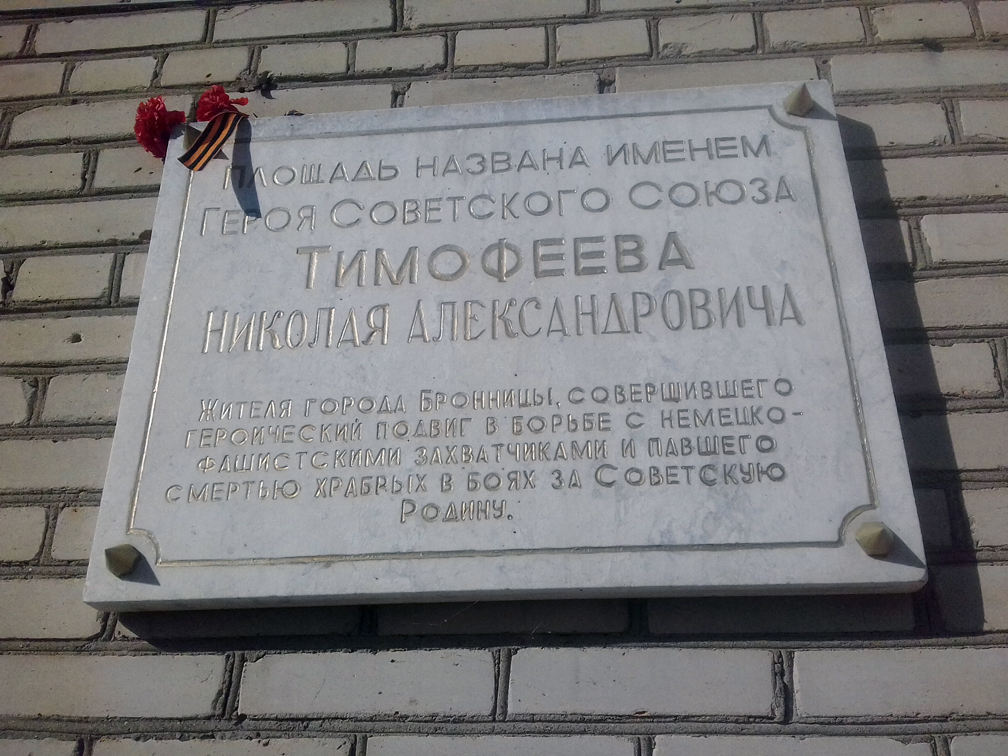 Площадь названа именем
Героя Советского Союза
Тимофеева
Николая Александровича
Жителя города Бронницы, совершившего
героический подвиг в борьбе с немецко-
фашистскими захватчиками и павшего
смертью храбрых в боях за Советскую
Родину.